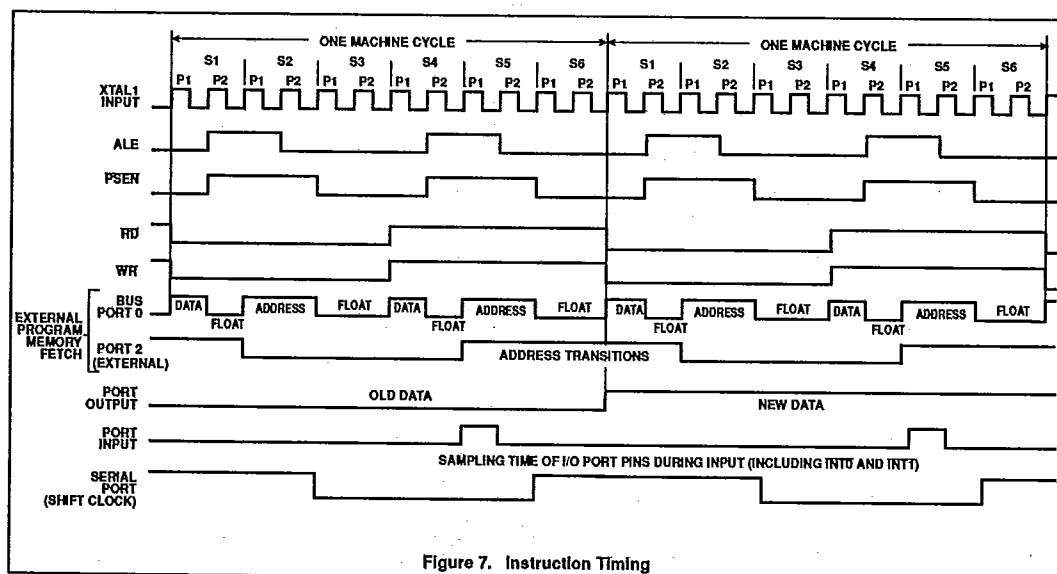 ONE MACHINE CYCLE ONE MACHINE CYCLE
S1 S2 S3 S4 S5 S6 S1 S2 S3 S4 S5 S6
P1 P2 P1 P2 P1 P2 P1 P2 P1 P2 P1 P2 P1 P2 P1 P2 P1 P2 P1 P2 P1 P2 P1 P2
XTAL1
INPUT
ALE
PSEN
RD
WR
EXTERNAL
PROGRAM
MEMORY
FETCH
BUS
PORT 0
DATA FLOAT ADDRESS FLOAT DATA FLOAT ADDRESS FLOAT DATA FLOAT ADDRESS FLOAT DATA FLOAT ADDRESS FLOAT
PORT 2
(EXTERNAL)
ADDRESS TRANSITIONS
PORT
OUTPUT
OLD DATA NEW DATA
PORT
INPUT
SAMPLING TIME OF I/O PORT PINS DURING INPUT (INCLUDING INT0 AND INT1)
SERIAL
PORT
(SHIFT CLOCK)
Figure 7. Instruction Timing